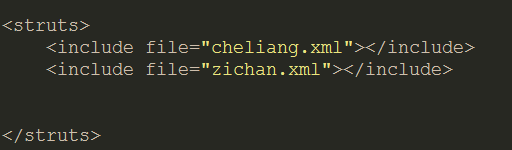 <struts>
    <include file="cheliang.xml"></include>
    <include file="zichan.xml"></include>
</struts>